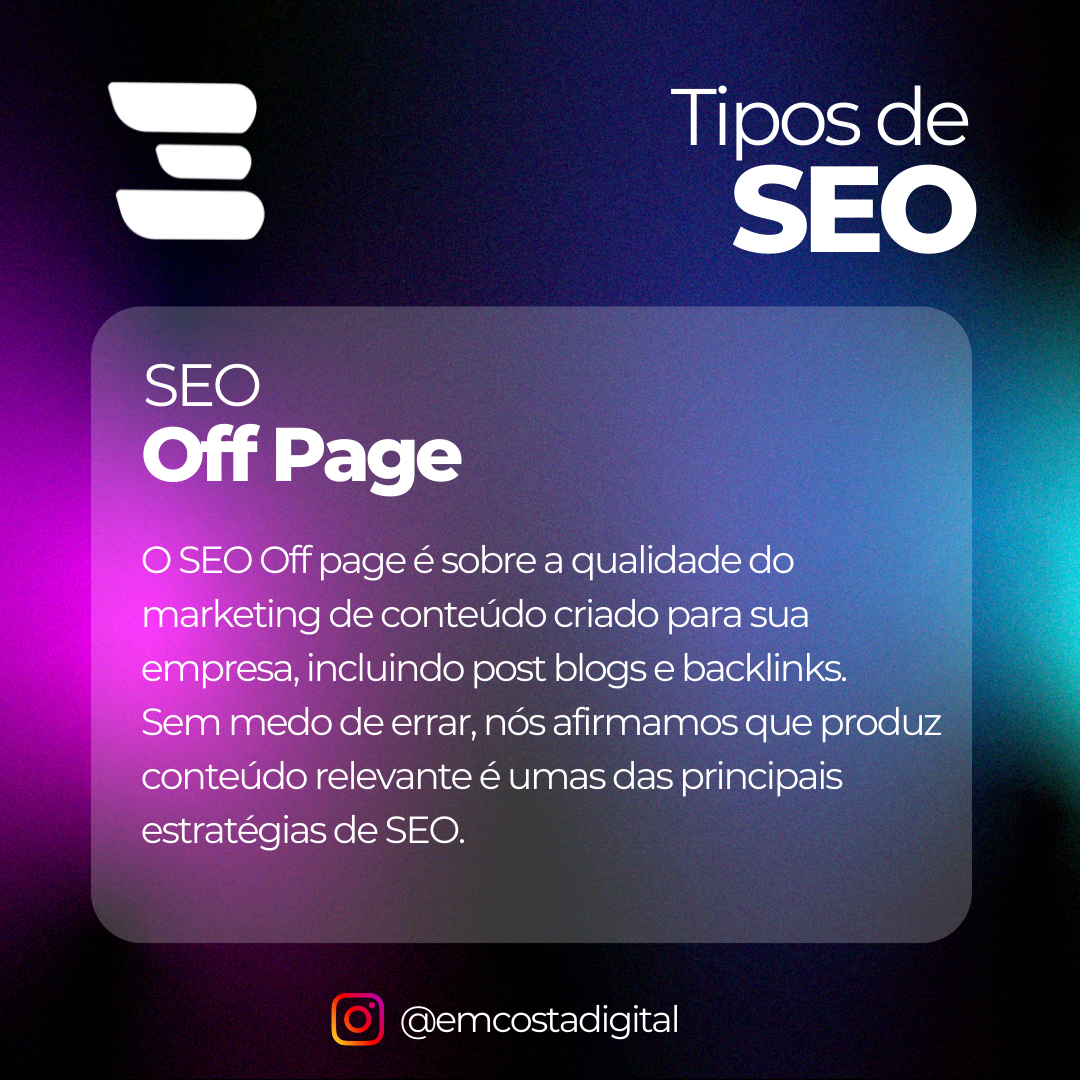 Tipos de
SEO
SEO
Off Page
O SEO Off page é sobre a qualidade do
marketing de conteúdo criado para sua
empresa, incluindo post blogs e backlinks.
Sem medo de errar, nós afirmamos que produz
conteúdo relevante é umas das principais
estratégias de SEO.
@emcostadigital